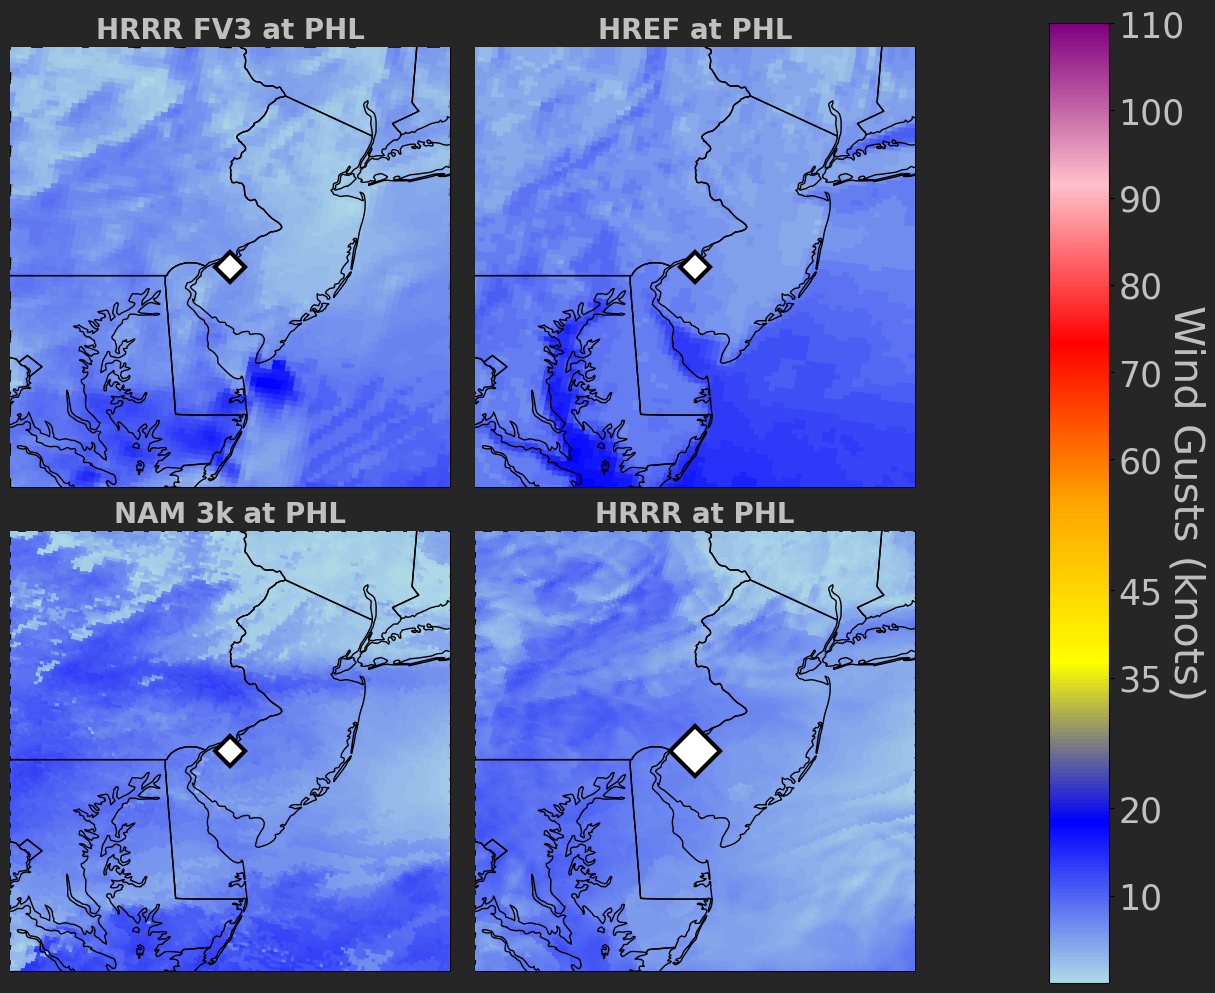 HRRR FV3 at PHL
HREF at PHL
NAM 3k at PHL
HRRR at PHL
110
100
90
80
70
60
45
35
20
10
Wind Gusts (knots)